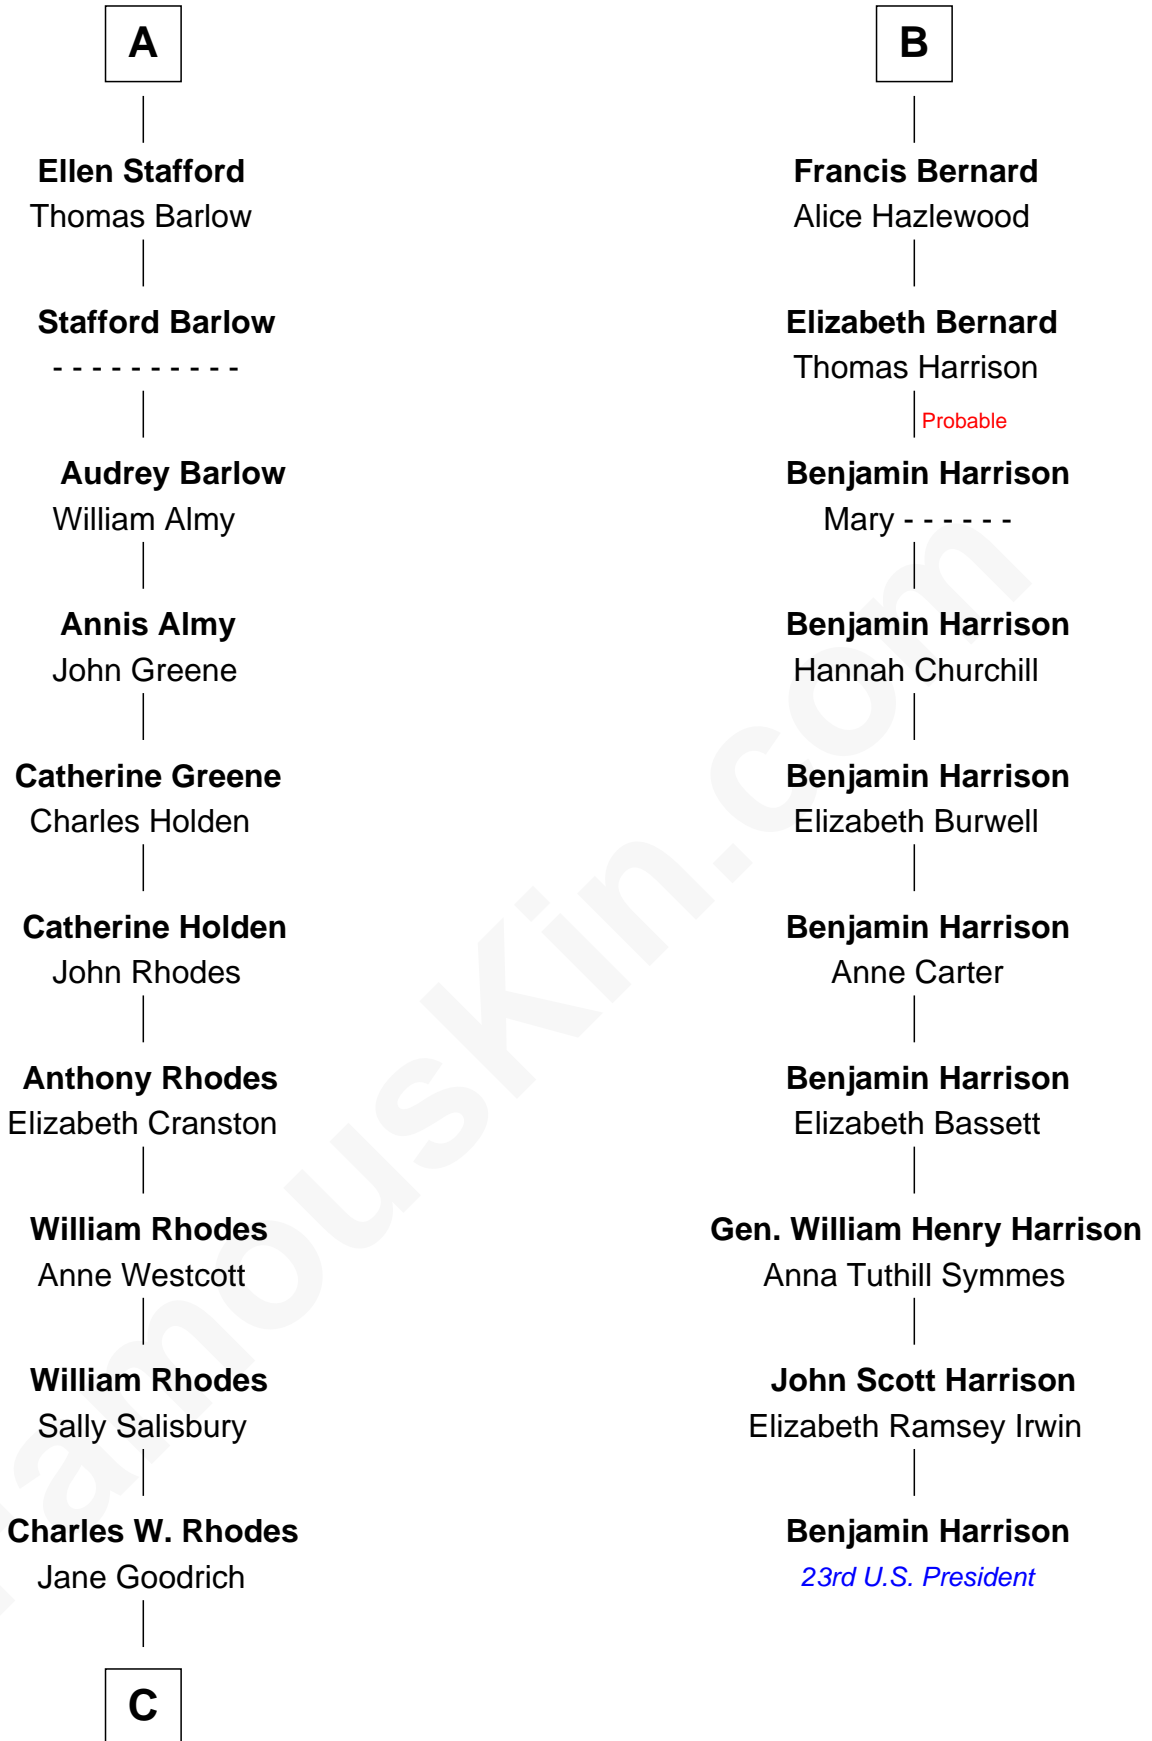 A
Ellen Stafford
Thomas Barlow
Stafford Barlow
- - - - - - - - - -
Audrey Barlow
William Almy
Annis Almy
John Greene
Catherine Greene
Charles Holden
Catherine Holden
John Rhodes
Anthony Rhodes
Elizabeth Cranston
William Rhodes
Anne Westcott
William Rhodes
Sally Salisbury
Charles W. Rhodes
Jane Goodrich
C
B
Francis Bernard
Alice Hazlewood
Elizabeth Bernard
Thomas Harrison
Probable
Benjamin Harrison
Mary - - - - - -
Benjamin Harrison
Hannah Churchill
Benjamin Harrison
Elizabeth Burwell
Benjamin Harrison
Anne Carter
Benjamin Harrison
Elizabeth Bassett
Gen. William Henry Harrison
Anna Tuthill Symmes
John Scott Harrison
Elizabeth Ramsey Irwin
Benjamin Harrison
23rd U.S. President
FamousKin.com